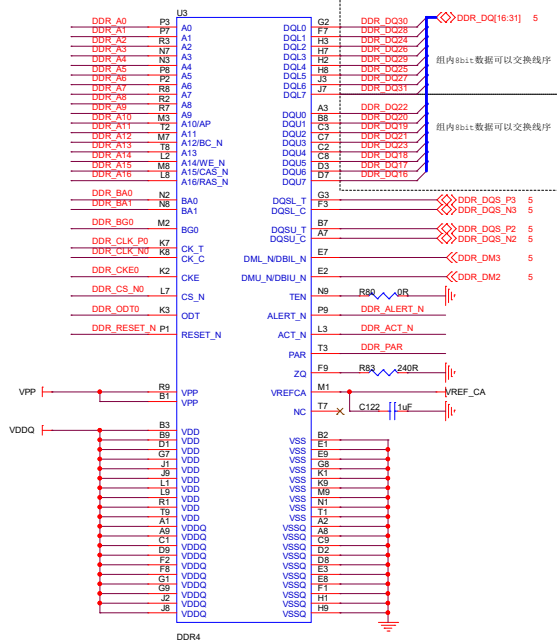 U3
DDR_A0 P3 A0
DDR_A1 P7 A1
DDR_A2 R3 A2
DDR_A3 N7 A3
DDR_A4 N3 A4
DDR_A5 P8 A5
DDR_A6 P2 A6
DDR_A7 R8 A7
DDR_A8 R2 A8
DDR_A9 R7 A9
DDR_A10 M3 A10/AP
DDR_A11 T2 A11
DDR_A12 M7 A12/BC_N
DDR_A13 T8 A13
DDR_A14 L2 A14/WE_N
DDR_A15 M8 A15/CAS_N
DDR_A16 L8 A16/RAS_N
DDR_BA0 N2 BA0
DDR_BA1 N8 BA1
DDR_BG0 M2 BG0
DDR_CLK_P0 K7 CK_T
DDR_CLK_N0 K8 CK_C
DDR_CKE0 K2 CKE
DDR_CS_N0 L7 CS_N
DDR_ODT0 K3 ODT
DDR_RESET_N P1 RESET_N
VPP R9 VPP
B1 VPP
VDDQ B3 VDD
B9 VDD
D1 VDD
G7 VDD
J1 VDD
J9 VDD
L1 VDD
L9 VDD
R1 VDD
T9 VDD
A1 VDDQ
A9 VDDQ
C1 VDDQ
D9 VDDQ
F2 VDDQ
F8 VDDQ
G1 VDDQ
G9 VDDQ
J2 VDDQ
J8 VDDQ
DQL0 G2 DDR_DQ30
DQL1 F7 DDR_DQ28
DQL2 H3 DDR_DQ24
DQL3 H7 DDR_DQ26
DQL4 H2 DDR_DQ29
DQL5 H8 DDR_DQ25
DQL6 J3 DDR_DQ27
DQL7 J7 DDR_DQ31
DDR_DQ[16:31] 5
组内8bit数据可以交换线序
DQU0 A3 DDR_DQ22
DQU1 B8 DDR_DQ20
DQU2 C3 DDR_DQ19
DQU3 C7 DDR_DQ21
DQU4 C2 DDR_DQ23
DQU5 C8 DDR_DQ18
DQU6 D3 DDR_DQ17
DQU7 D7 DDR_DQ16
组内8bit数据可以交换线序
DQSL_T G3 DDR_DQS_P3 5
DQSL_C F3 DDR_DQS_N3 5
DQSU_T B7 DDR_DQS_P2 5
DQSU_C A7 DDR_DQS_N2 5
DML_N/DBIL_N E7 DDR_DM3 5
DMU_N/DBIU_N E2 DDR_DM2 5
TEN N9 R80 0R
ALERT_N P9 DDR_ALERT_N
ACT_N L3 DDR_ACT_N
PAR T3 DDR_PAR
ZQ F9 R83 240R
VREFCA M1 VREF_CA
NC T7 C122 1uF
VSS B2
VSS E1
VSS E9
VSS G8
VSS K1
VSS K9
VSS M9
VSS N1
VSS T1
VSSQ A2
VSSQ A8
VSSQ C9
VSSQ D2
VSSQ D8
VSSQ E3
VSSQ E8
VSSQ F1
VSSQ H1
VSSQ H9
DDR4